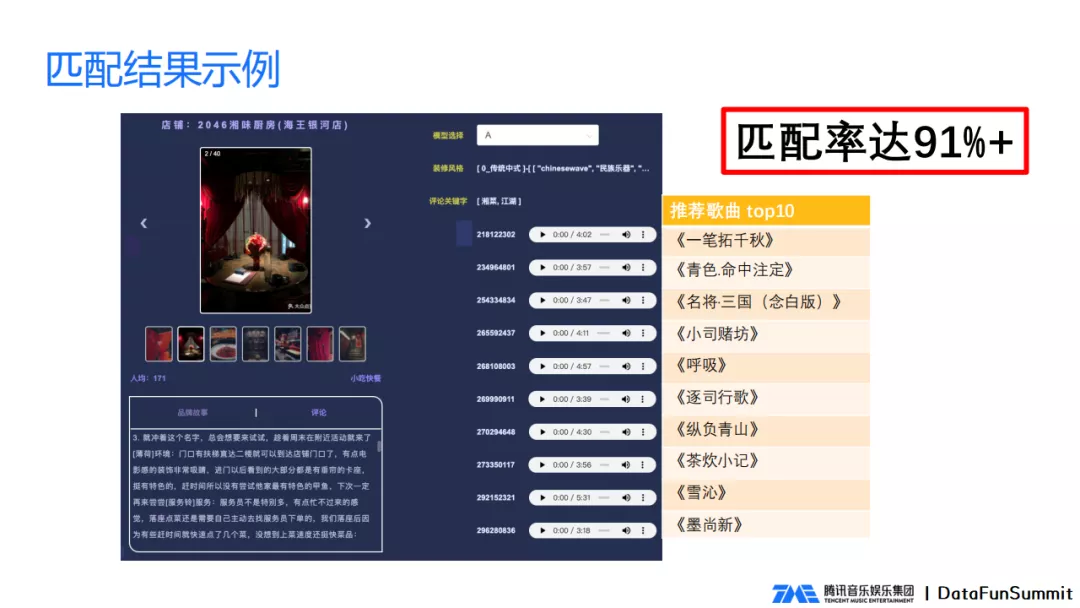 匹配结果示例
匹配率达91%+
店铺：2046湘味厨房(海王银河店)
2 / 40
大众点评
人均：171
小吃快餐
品牌故事 | 评论
3. 就冲着这个名字，总会想要来试试，趁着周末在附近活动就来了
[薄荷]环境：门口有扶梯直达二楼就可以到达店铺门口了，有点电
影感的装饰非常吸睛，进门以后看到的大部分都是有垂帘的卡座，
挺有特色的，赶时间所以没有尝试他家最有特色的甲鱼，下次一定
再来尝尝[服务铃]服务：服务员不是特别多，有点忙不过来的感
觉，落座点菜还是需要自己主动去找服务员下单的，我们落座后因
为有些赶时间就快速点了几个菜，没想到上菜速度还挺快菜品：
模型选择 A
装修风格 [ 0_传统中式 ]-[ [ "chinesewave", "民族乐器", "...
评论关键字 [ 湘菜, 江湖 ]
218122302 0:00 / 4:02
234964801 0:00 / 3:57
254334834 0:00 / 3:47
265592437 0:00 / 4:11
268108003 0:00 / 4:57
269990911 0:00 / 3:39
270294648 0:00 / 4:30
273350117 0:00 / 3:56
292152321 0:00 / 5:31
296280836 0:00 / 3:18
推荐歌曲 top10
《一笔拓千秋》
《青色.命中注定》
《名将·三国（念白版）》
《小司赌坊》
《呼吸》
《逐司行歌》
《纵负青山》
《茶炊小记》
《雪沁》
《墨尚新》
TME 腾讯音乐娱乐集团 | DataFunSummit
TENCENT MUSIC ENTERTAINMENT